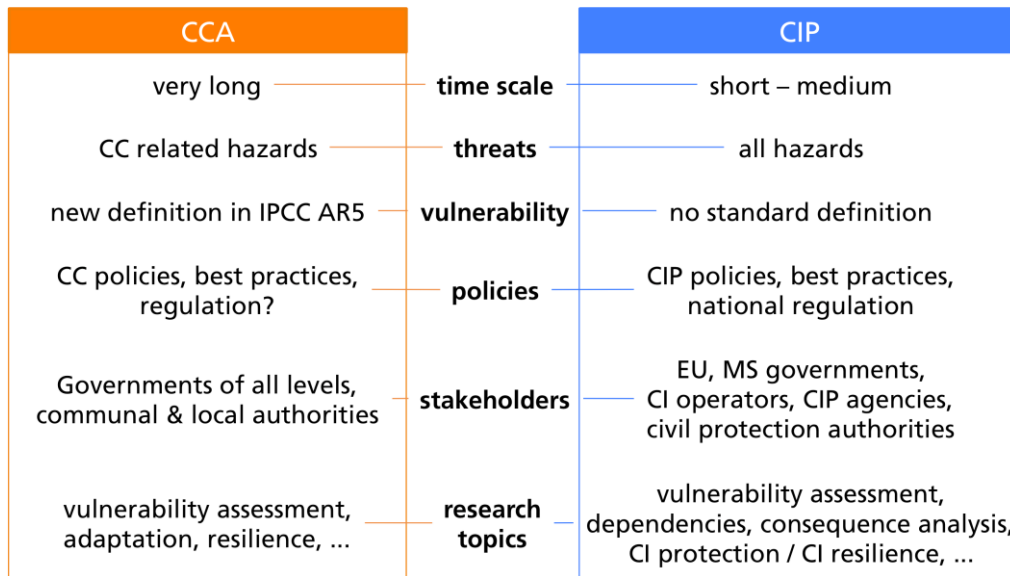 CCA
CIP
very long
time scale
short – medium
CC related hazards
threats
all hazards
new definition in IPCC AR5
vulnerability
no standard definition
CC policies, best practices,
regulation?
policies
CIP policies, best practices,
national regulation
Governments of all levels,
communal & local authorities
stakeholders
EU, MS governments,
CI operators, CIP agencies,
civil protection authorities
vulnerability assessment,
adaptation, resilience, ...
research
topics
vulnerability assessment,
dependencies, consequence analysis,
CI protection / CI resilience, ...